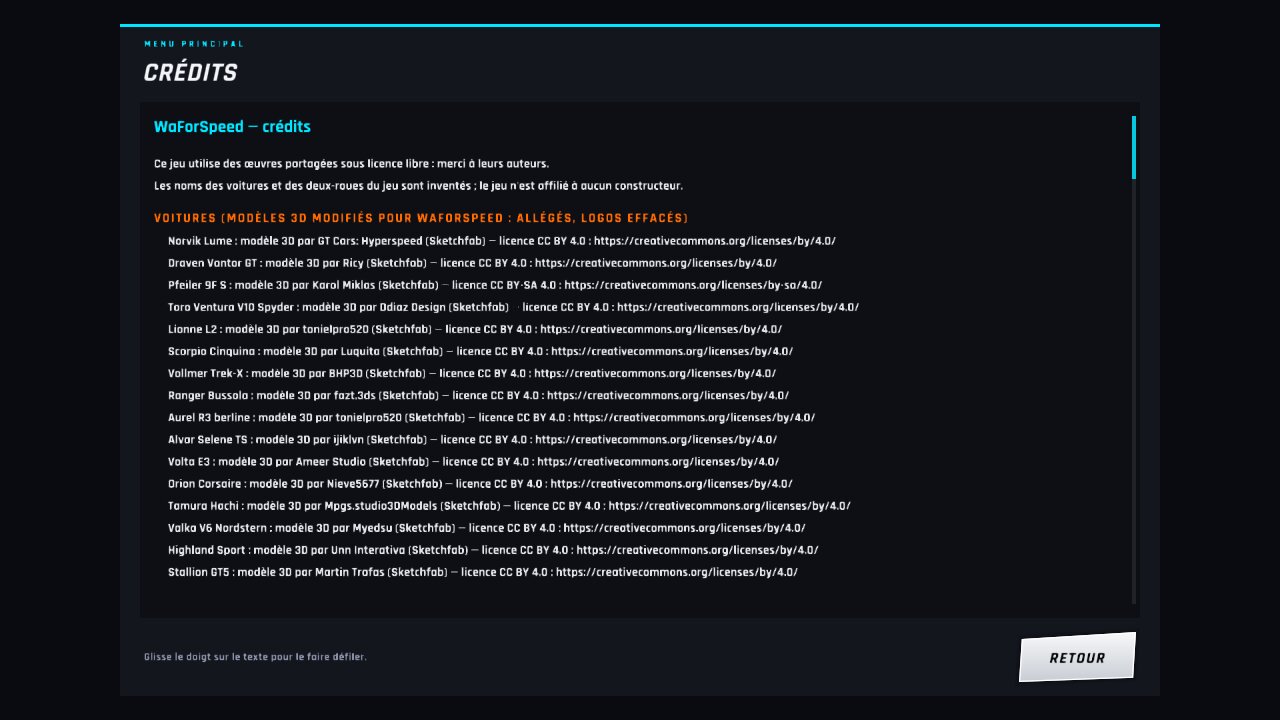 MENU PRINCIPAL
CRÉDITS
WaForSpeed — crédits
Ce jeu utilise des œuvres partagées sous licence libre : merci à leurs auteurs.
Les noms des voitures et des deux-roues du jeu sont inventés ; le jeu n'est affilié à aucun constructeur.
VOITURES (MODÈLES 3D MODIFIÉS POUR WAFORSPEED : ALLÉGÉS, LOGOS EFFACÉS)
Norvik Lume : modèle 3D par GT Cars: Hyperspeed (Sketchfab) — licence CC BY 4.0 : https://creativecommons.org/licenses/by/4.0/
Draven Vantor GT : modèle 3D par Ricy (Sketchfab) — licence CC BY 4.0 : https://creativecommons.org/licenses/by/4.0/
Pfeiler 9F S : modèle 3D par Karol Miklas (Sketchfab) — licence CC BY-SA 4.0 : https://creativecommons.org/licenses/by-sa/4.0/
Toro Ventura V10 Spyder : modèle 3D par Ddiaz Design (Sketchfab) — licence CC BY 4.0 : https://creativecommons.org/licenses/by/4.0/
Lionne L2 : modèle 3D par tonielpro520 (Sketchfab) — licence CC BY 4.0 : https://creativecommons.org/licenses/by/4.0/
Scorpio Cinquina : modèle 3D par Luquita (Sketchfab) — licence CC BY 4.0 : https://creativecommons.org/licenses/by/4.0/
Vollmer Trek-X : modèle 3D par BHP3D (Sketchfab) — licence CC BY 4.0 : https://creativecommons.org/licenses/by/4.0/
Ranger Bussola : modèle 3D par fazt.3ds (Sketchfab) — licence CC BY 4.0 : https://creativecommons.org/licenses/by/4.0/
Aurel R3 berline : modèle 3D par tonielpro520 (Sketchfab) — licence CC BY 4.0 : https://creativecommons.org/licenses/by/4.0/
Alvar Selene TS : modèle 3D par ijiklvn (Sketchfab) — licence CC BY 4.0 : https://creativecommons.org/licenses/by/4.0/
Volta E3 : modèle 3D par Ameer Studio (Sketchfab) — licence CC BY 4.0 : https://creativecommons.org/licenses/by/4.0/
Orion Corsaire : modèle 3D par Nieve5677 (Sketchfab) — licence CC BY 4.0 : https://creativecommons.org/licenses/by/4.0/
Tamura Hachi : modèle 3D par Mpgs.studio3DModels (Sketchfab) — licence CC BY 4.0 : https://creativecommons.org/licenses/by/4.0/
Valka V6 Nordstern : modèle 3D par Myedsu (Sketchfab) — licence CC BY 4.0 : https://creativecommons.org/licenses/by/4.0/
Highland Sport : modèle 3D par Unn Interativa (Sketchfab) — licence CC BY 4.0 : https://creativecommons.org/licenses/by/4.0/
Stallion GT5 : modèle 3D par Martin Trafas (Sketchfab) — licence CC BY 4.0 : https://creativecommons.org/licenses/by/4.0/
Glisse le doigt sur le texte pour le faire défiler.
RETOUR